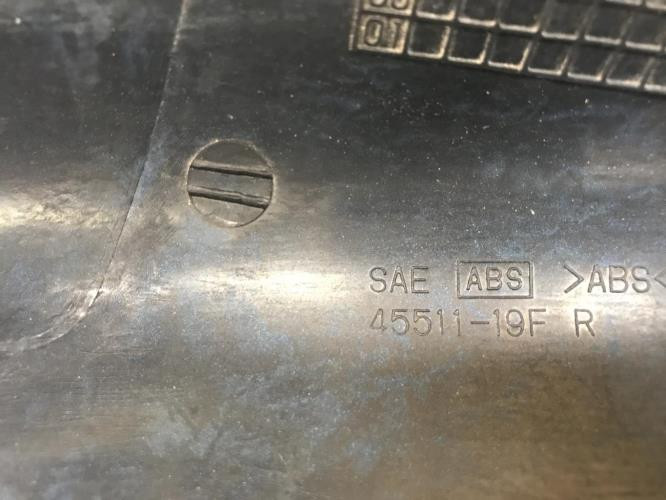 01
SAE ABS >ABS<
45511-19F R